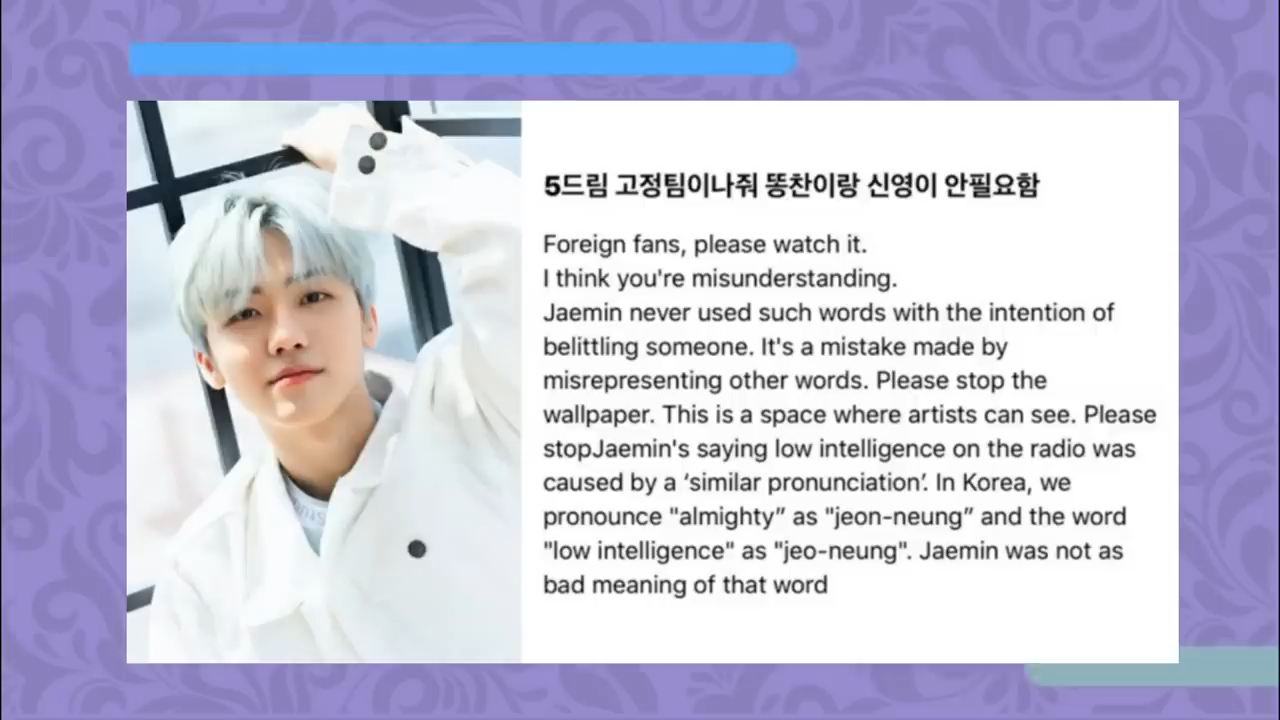 5드림 고정팀이나줘 똥찬이랑 신영이 안필요함
Foreign fans, please watch it.
I think you're misunderstanding.
Jaemin never used such words with the intention of
belittling someone. It's a mistake made by
misrepresenting other words. Please stop the
wallpaper. This is a space where artists can see. Please
stopJaemin's saying low intelligence on the radio was
caused by a ‘similar pronunciation’. In Korea, we
pronounce "almighty” as "jeon-neung” and the word
"low intelligence" as "jeo-neung". Jaemin was not as
bad meaning of that word